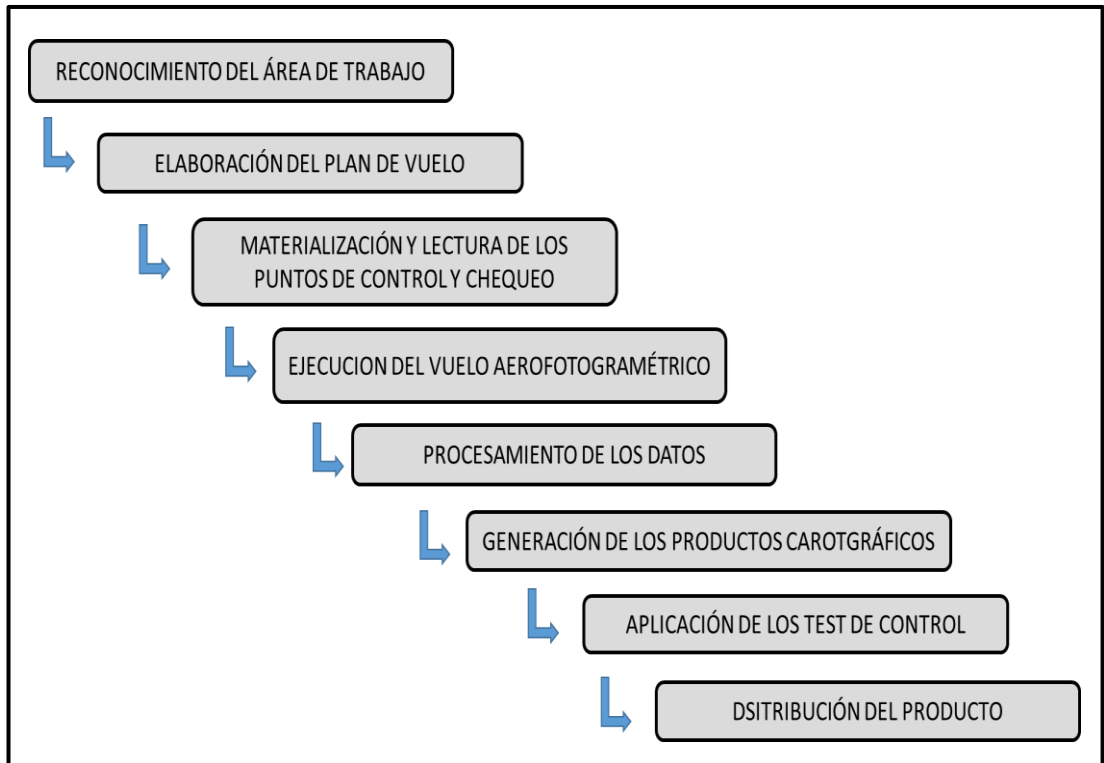 RECONOCIMIENTO DEL ÁREA DE TRABAJO
ELABORACIÓN DEL PLAN DE VUELO
MATERIALIZACIÓN Y LECTURA DE LOS
PUNTOS DE CONTROL Y CHEQUEO
EJECUCION DEL VUELO AEROFOTOGRAMÉTRICO
PROCESAMIENTO DE LOS DATOS
GENERACIÓN DE LOS PRODUCTOS CAROTGRÁFICOS
APLICACIÓN DE LOS TEST DE CONTROL
DSITRIBUCIÓN DEL PRODUCTO